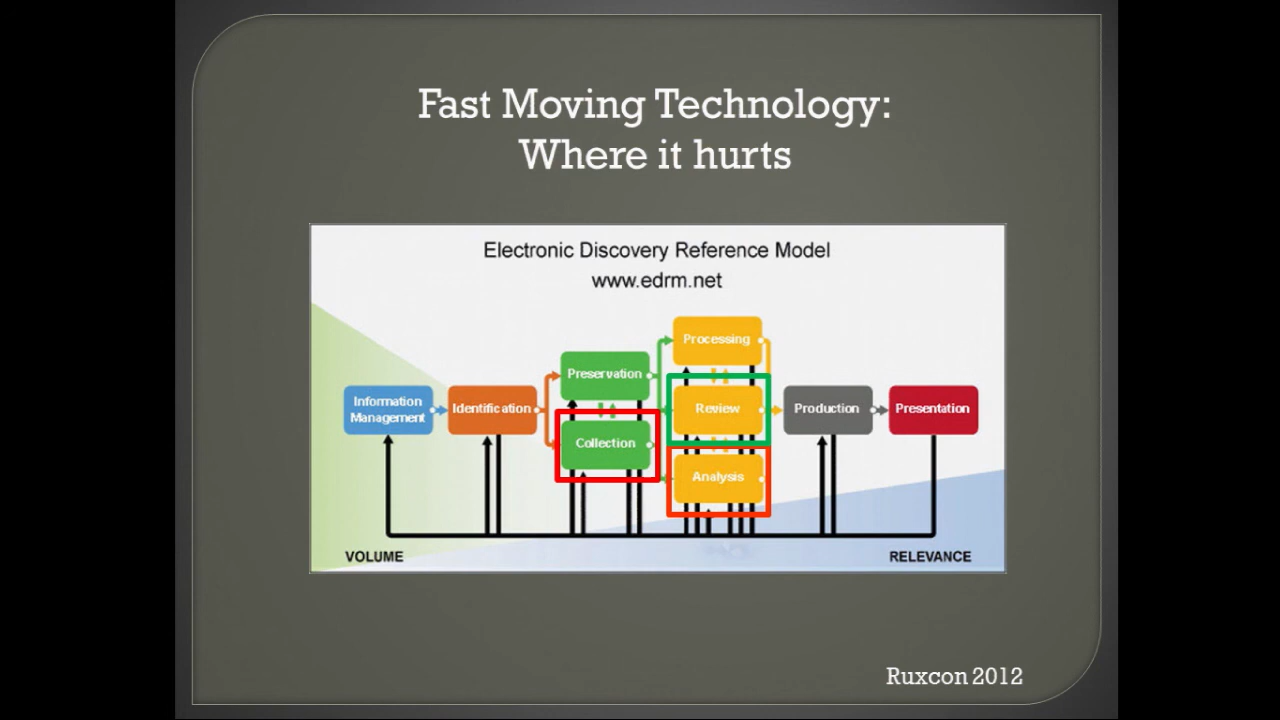 Fast Moving Technology:
Where it hurts
Electronic Discovery Reference Model
www.edrm.net
Processing
Preservation
Information
Management
Identification
Review
Production
Presentation
Collection
Analysis
VOLUME
RELEVANCE
Ruxcon 2012